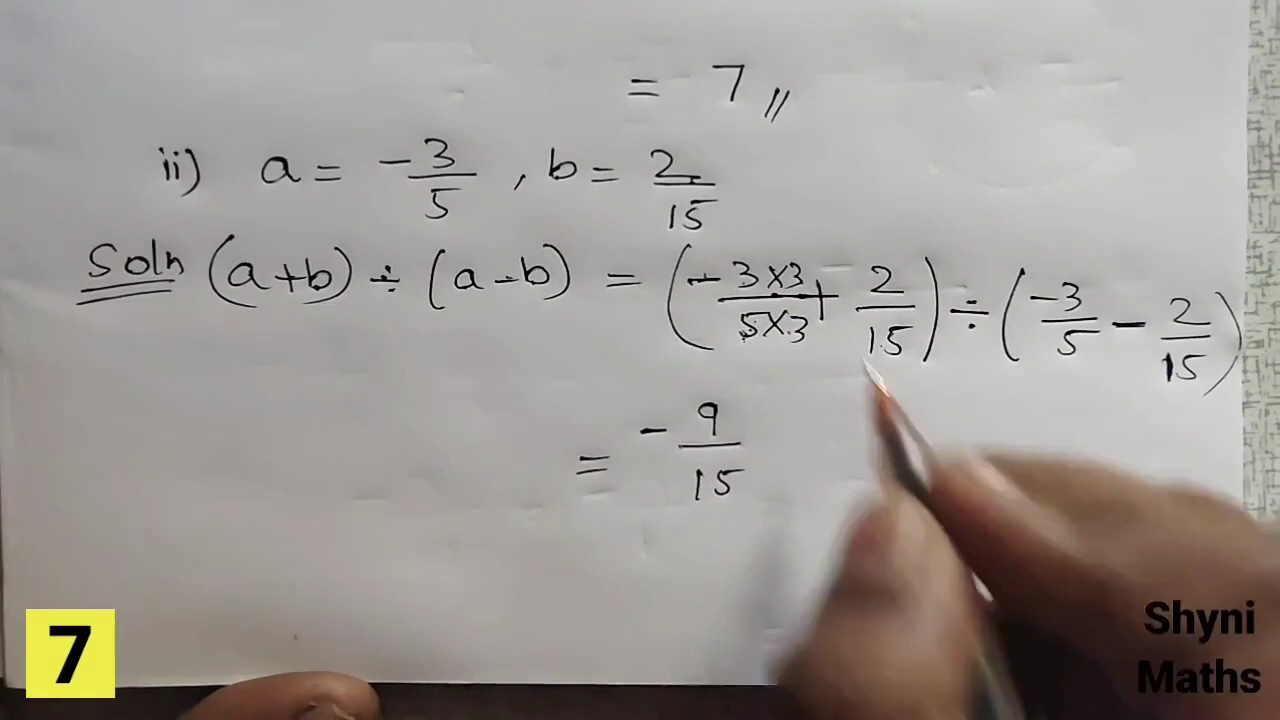 = 7 //
ii) a = -3/5 , b = 2/15
Soln (a+b) ÷ (a-b) = (-3×3/5×3 + 2/15) ÷ (-3/5 - 2/15)
= -9/15
7
Shyni
Maths